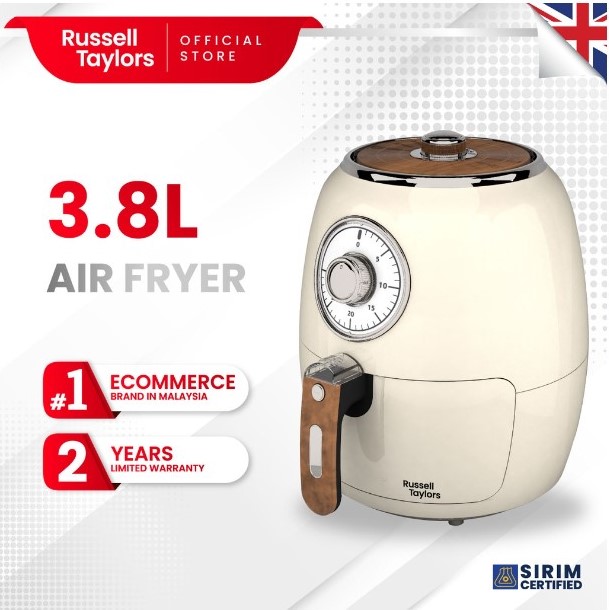 Russell
Taylors
OFFICIAL
STORE
3.8L
AIR FRYER
0
5
10
15
20
#1
ECOMMERCE
BRAND IN MALAYSIA
2
YEARS
LIMITED WARRANTY
Russell
Taylors
SIRIM
CERTIFIED